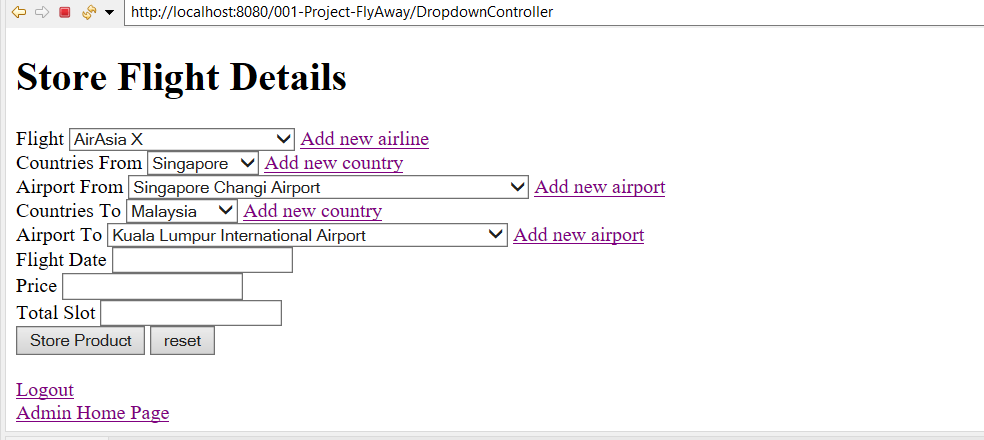 http://localhost:8080/001-Project-FlyAway/DropdownController
Store Flight Details
Flight AirAsia X Add new airline
Countries From Singapore Add new country
Airport From Singapore Changi Airport Add new airport
Countries To Malaysia Add new country
Airport To Kuala Lumpur International Airport Add new airport
Flight Date
Price
Total Slot
Store Product reset
Logout
Admin Home Page